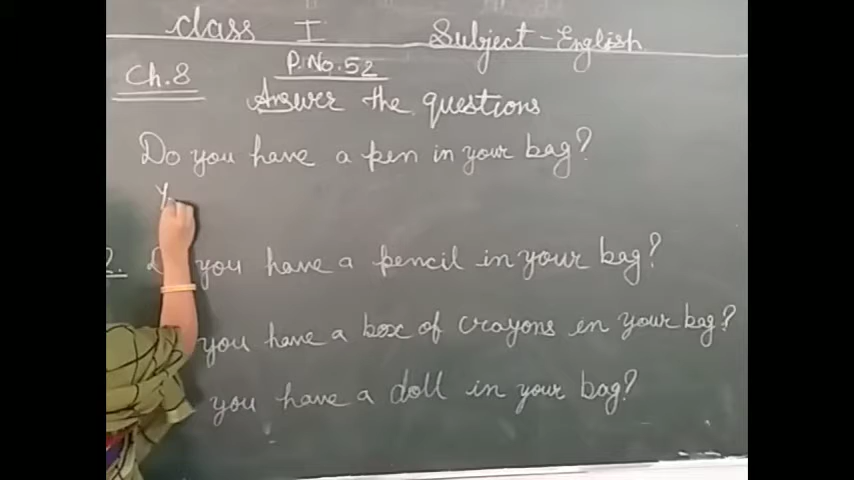 class I Subject - English
Ch.8 P.No.52
Answer the questions
Do you have a pen in your bag?
Y
2. D you have a pencil in your bag?
you have a box of crayons in your bag?
you have a doll in your bag?